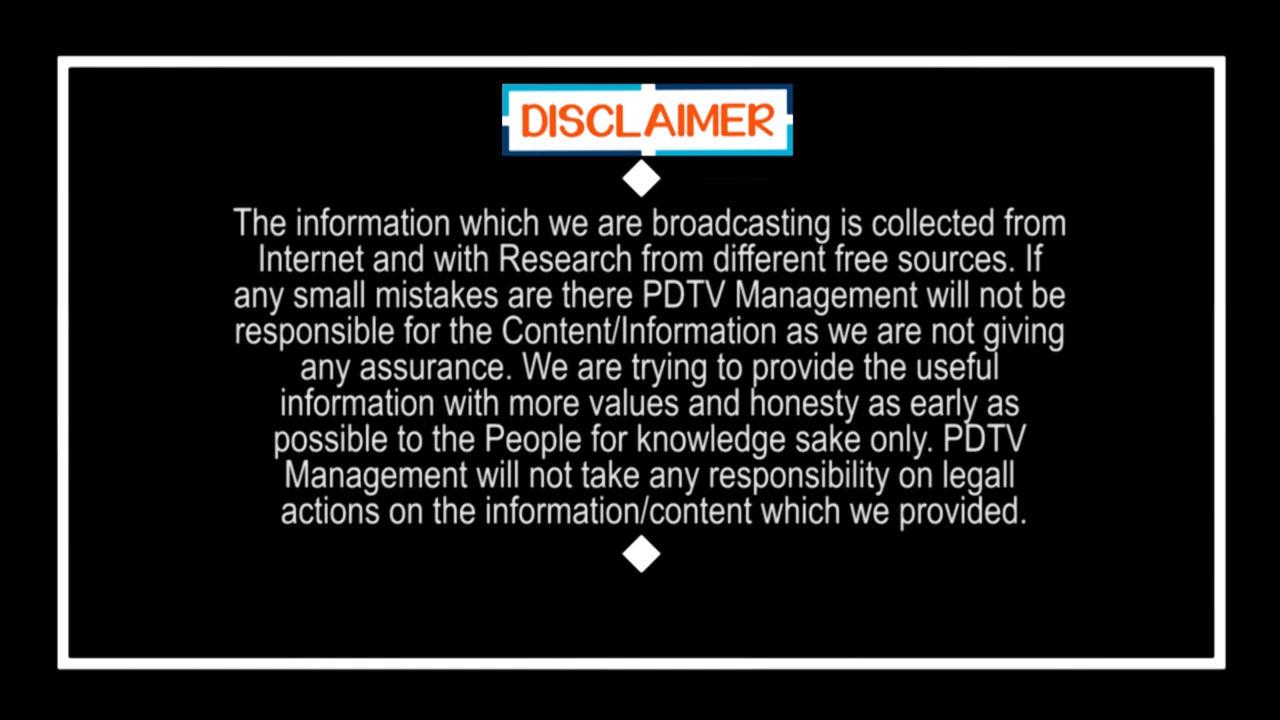 DISCLAIMER
The information which we are broadcasting is collected from
Internet and with Research from different free sources. If
any small mistakes are there PDTV Management will not be
responsible for the Content/Information as we are not giving
any assurance. We are trying to provide the useful
information with more values and honesty as early as
possible to the People for knowledge sake only. PDTV
Management will not take any responsibility on legall
actions on the information/content which we provided.